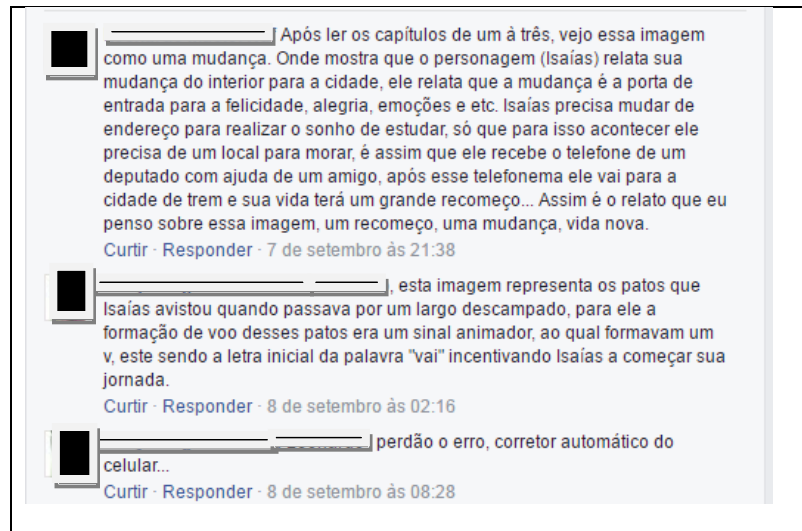 Após ler os capítulos de um à três, vejo essa imagem
como uma mudança. Onde mostra que o personagem (Isaías) relata sua
mudança do interior para a cidade, ele relata que a mudança é a porta de
entrada para a felicidade, alegria, emoções e etc. Isaías precisa mudar de
endereço para realizar o sonho de estudar, só que para isso acontecer ele
precisa de um local para morar, é assim que ele recebe o telefone de um
deputado com ajuda de um amigo, após esse telefonema ele vai para a
cidade de trem e sua vida terá um grande recomeço... Assim é o relato que eu
penso sobre essa imagem, um recomeço, uma mudança, vida nova.
Curtir · Responder · 7 de setembro às 21:38
, esta imagem representa os patos que
Isaías avistou quando passava por um largo descampado, para ele a
formação de voo desses patos era um sinal animador, ao qual formavam um
v, este sendo a letra inicial da palavra "vai" incentivando Isaías a começar sua
jornada.
Curtir · Responder · 8 de setembro às 02:16
perdão o erro, corretor automático do
celular...
Curtir · Responder · 8 de setembro às 08:28